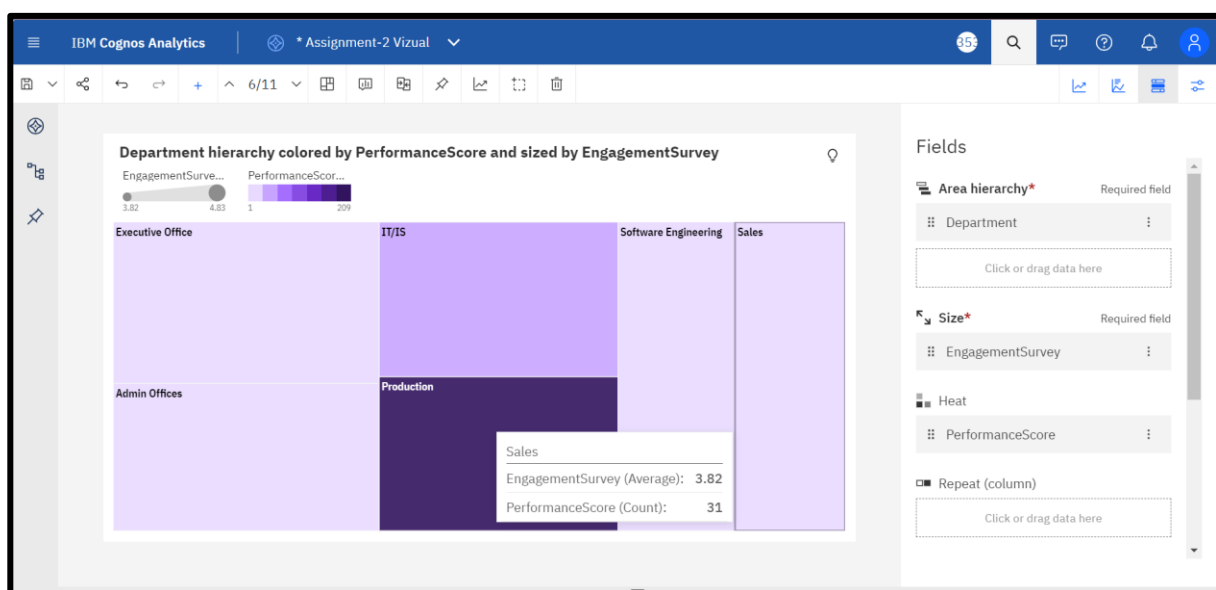 IBM Cognos Analytics
* Assignment-2 Vizual
6/11
Department hierarchy colored by PerformanceScore and sized by EngagementSurvey
EngagementSurve... PerformanceScor...
3.82 4.83 1 209
Executive Office
IT/IS
Software Engineering
Sales
Admin Offices
Production
Sales
EngagementSurvey (Average): 3.82
PerformanceScore (Count): 31
Fields
Area hierarchy* Required field
Department
Click or drag data here
Size* Required field
EngagementSurvey
Heat
PerformanceScore
Repeat (column)
Click or drag data here